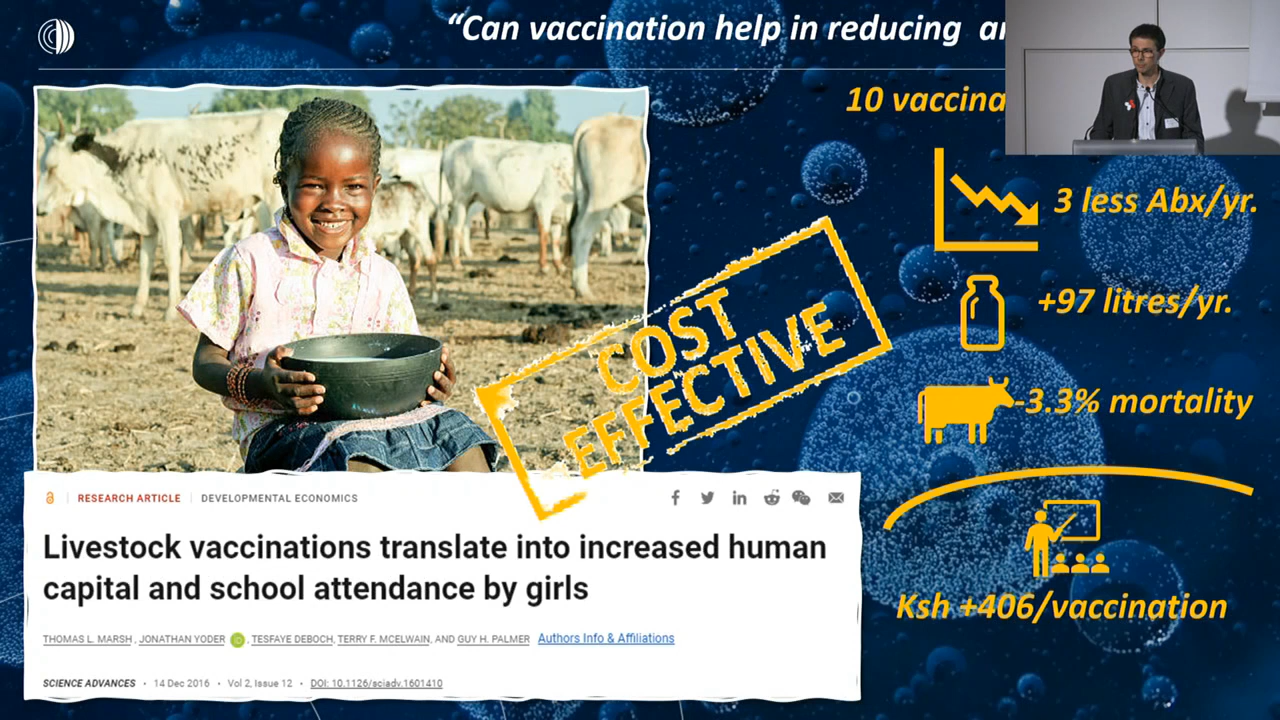 “Can vaccination help in reducing
10
3 less Abx/yr.
+97 litres/yr.
-3.3% mortality
Ksh +406/vaccination
COST
EFFECTIVE
RESEARCH ARTICLE DEVELOPMENTAL ECONOMICS
Livestock vaccinations translate into increased human
capital and school attendance by girls
THOMAS L. MARSH, JONATHAN YODER, TESFAYE DEBOCH, TERRY F. MCELWAIN, AND GUY H. PALMER Authors Info & Affiliations
SCIENCE ADVANCES • 14 Dec 2016 • Vol 2, Issue 12 • DOI: 10.1126/sciadv.1601410